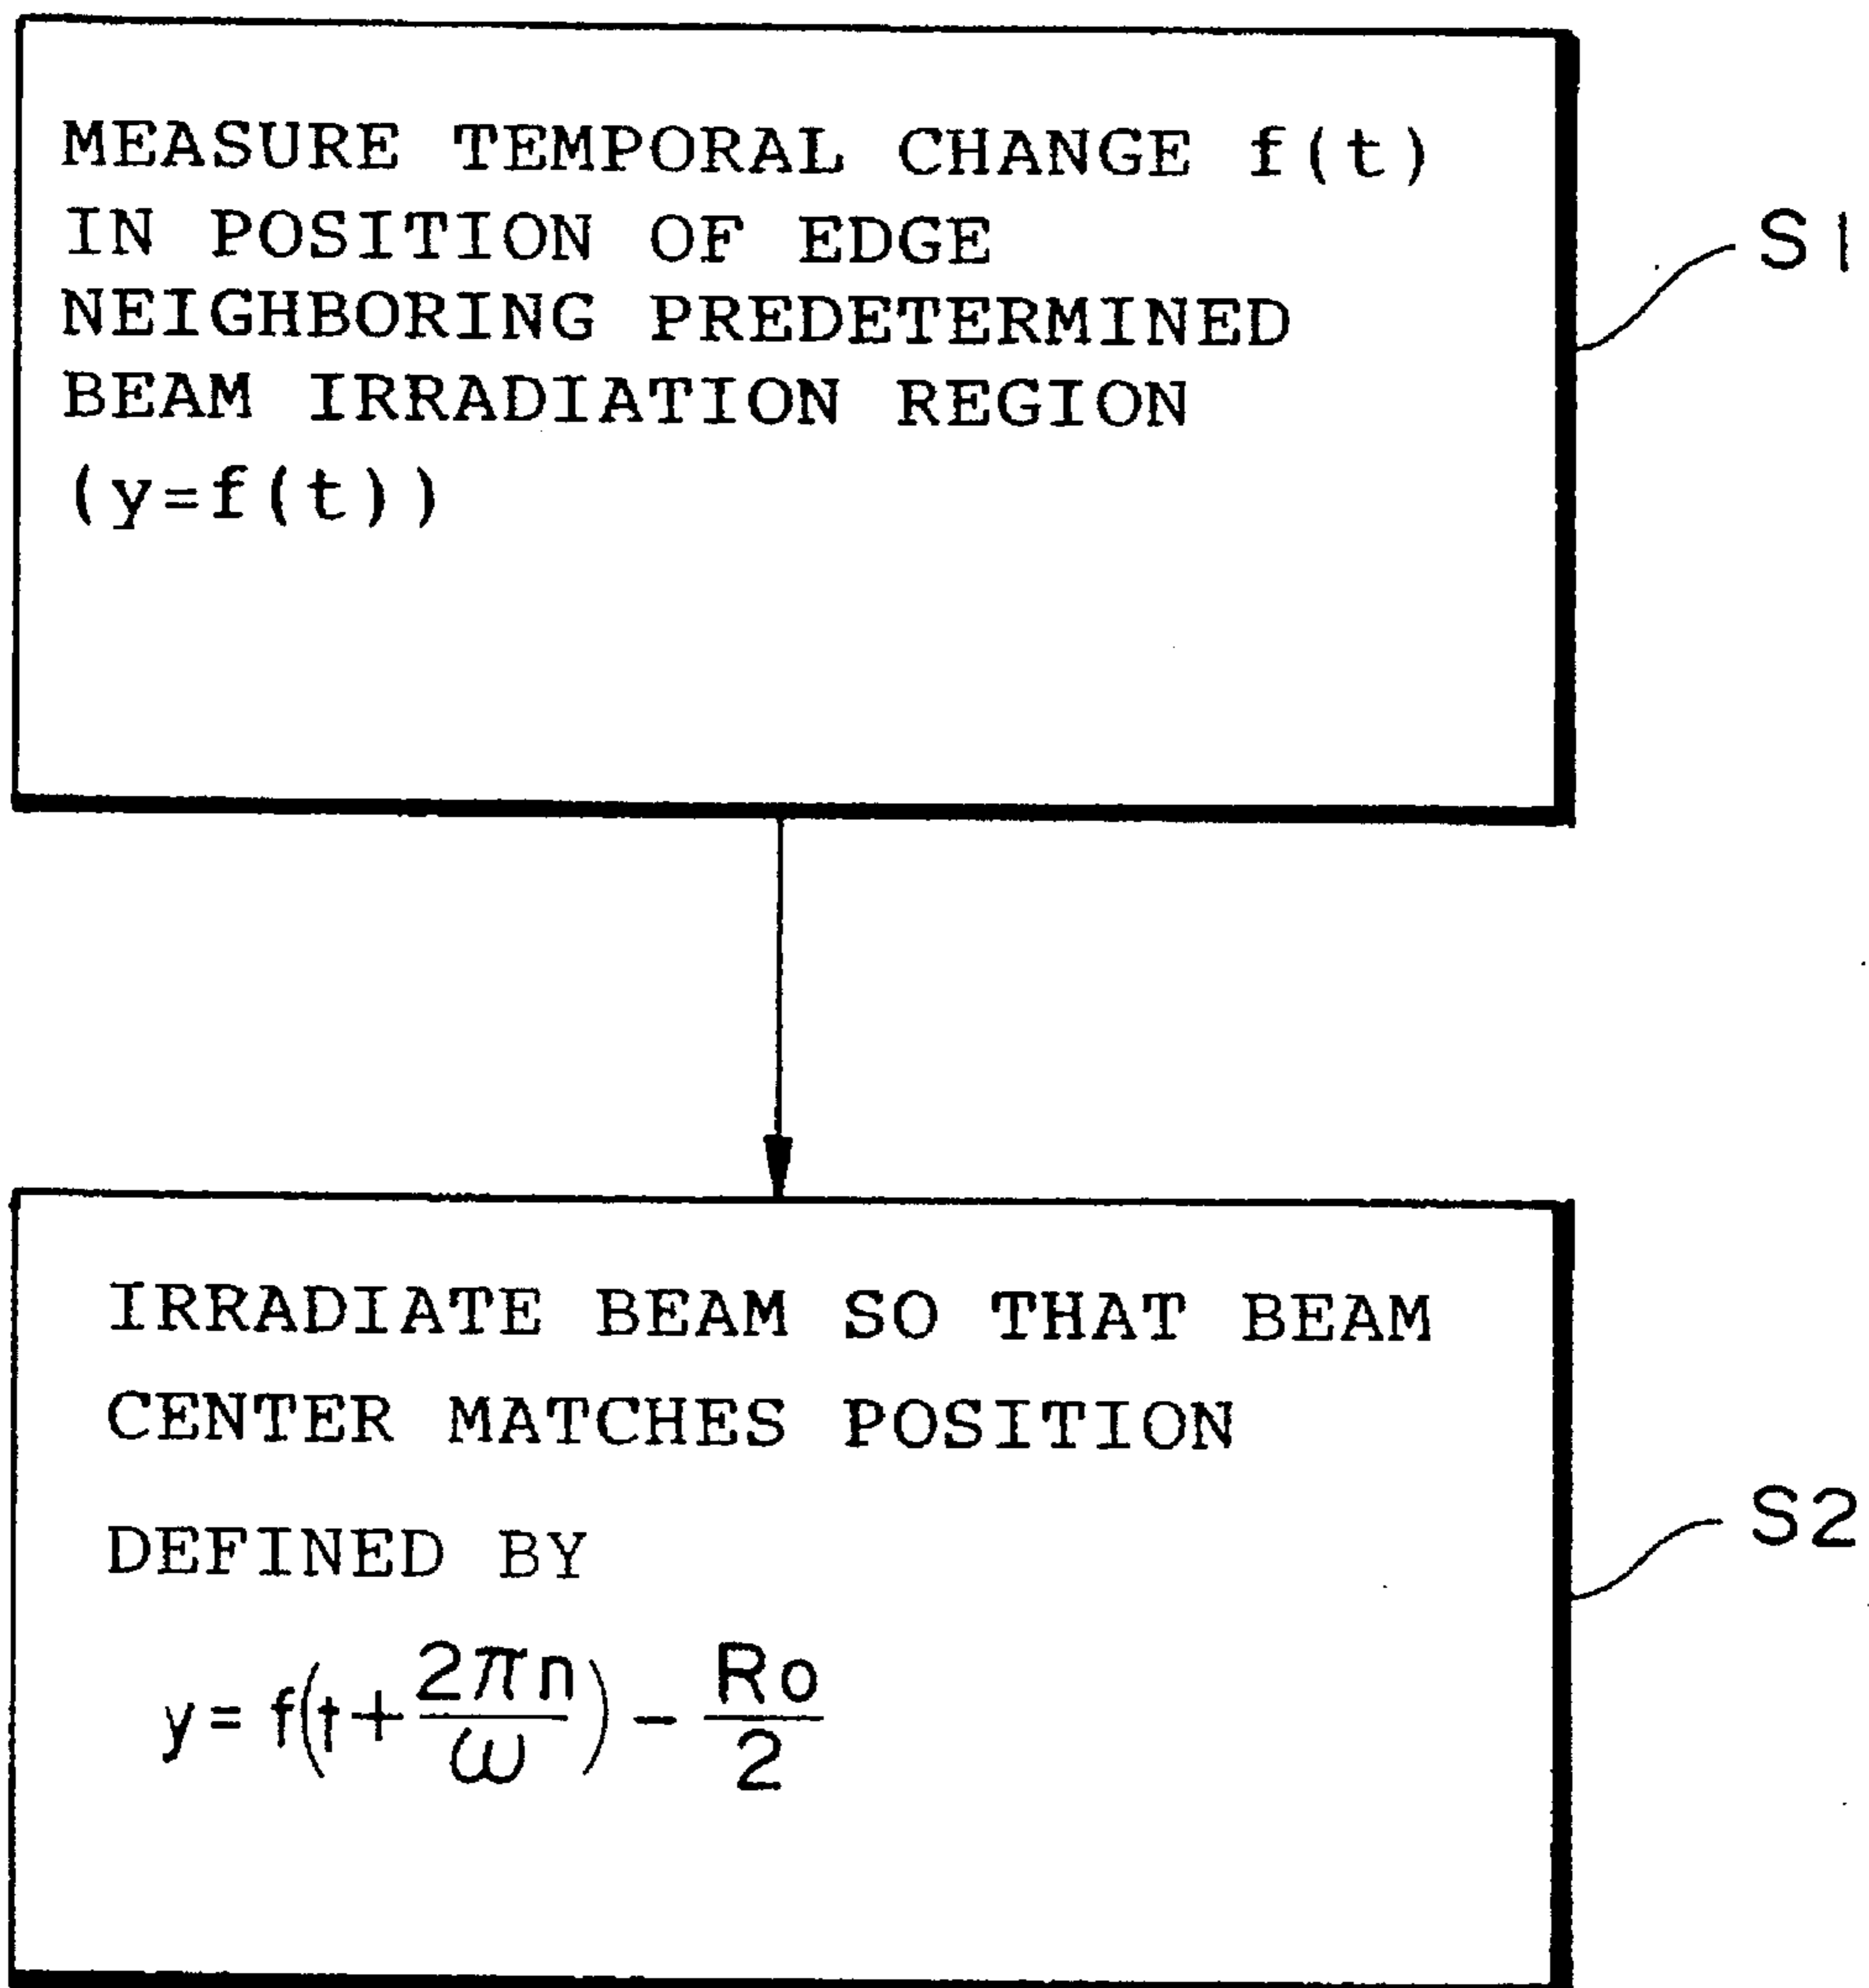 MEASURE TEMPORAL CHANGE f(t)
IN POSITION OF EDGE
NEIGHBORING PREDETERMINED
BEAM IRRADIATION REGION
(y=f(t))
S1
IRRADIATE BEAM SO THAT BEAM
CENTER MATCHES POSITION
DEFINED BY
S2
y = f(t + 2πn/ω) - Ro/2